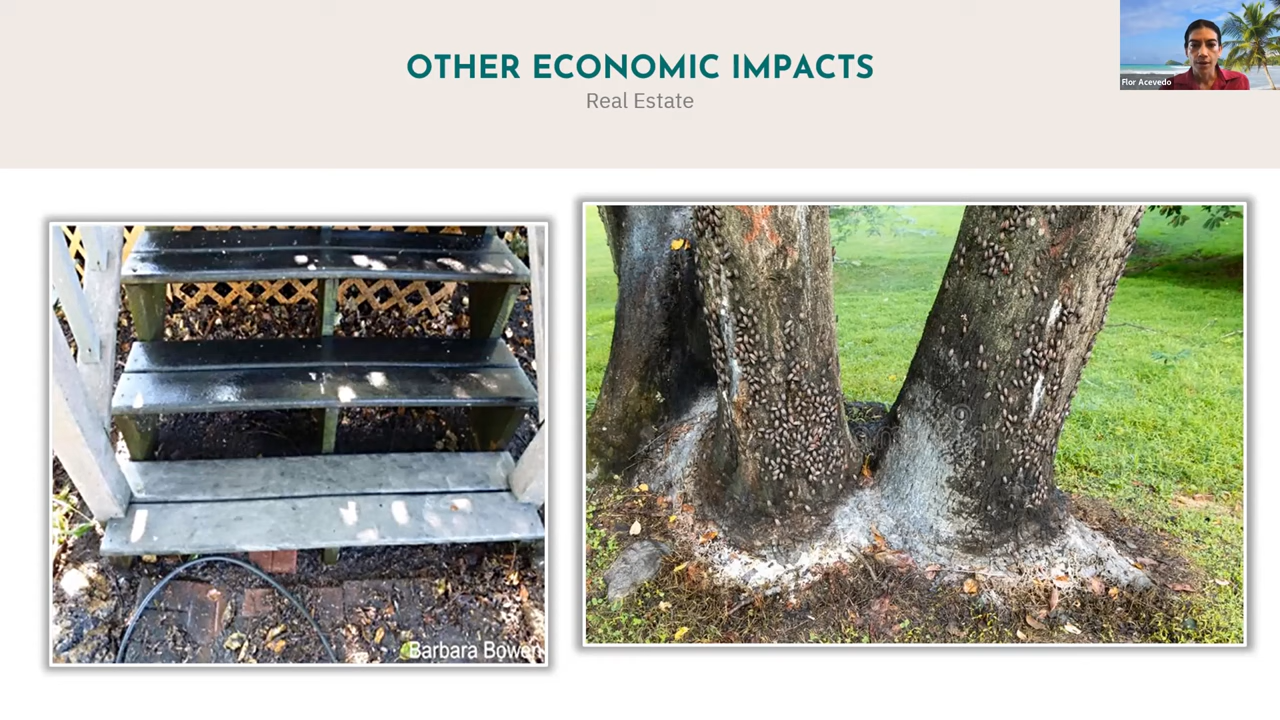 OTHER ECONOMIC IMPACTS
Real Estate
Flor Acevedo
Barbara Bowen